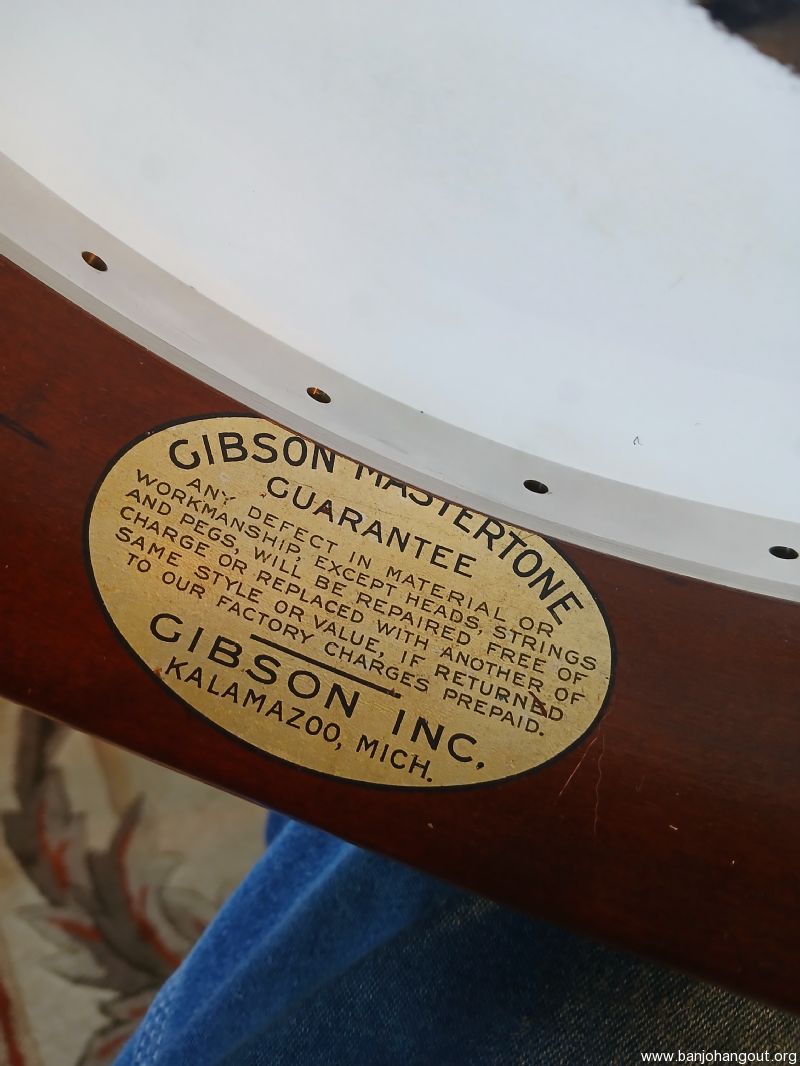 GIBSON MASTERTONE
GUARANTEE
ANY DEFECT IN MATERIAL OR
WORKMANSHIP, EXCEPT HEADS, STRINGS
AND PEGS, WILL BE REPAIRED FREE OF
CHARGE OR REPLACED WITH ANOTHER OF
SAME STYLE OR VALUE, IF RETURNED
TO OUR FACTORY CHARGES PREPAID.
GIBSON INC.
KALAMAZOO, MICH.
www.banjohangout.org